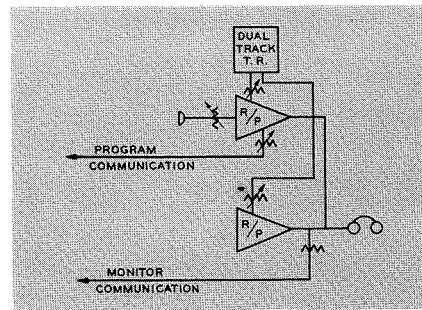 DUAL
TRACK
T. R.
R/P
PROGRAM
COMMUNICATION
R/P
MONITOR
COMMUNICATION